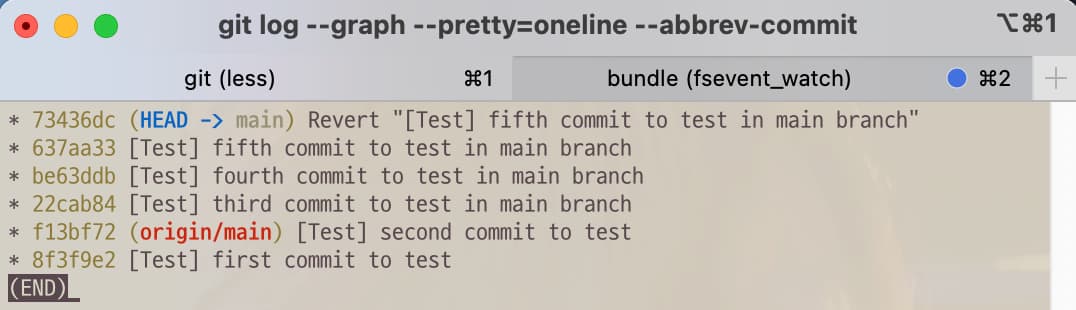 git log --graph --pretty=oneline --abbrev-commit ⌥⌘1
git (less) ⌘1 bundle (fsevent_watch) ⌘2 +
* 73436dc (HEAD -> main) Revert "[Test] fifth commit to test in main branch"
* 637aa33 [Test] fifth commit to test in main branch
* be63ddb [Test] fourth commit to test in main branch
* 22cab84 [Test] third commit to test in main branch
* f13bf72 (origin/main) [Test] second commit to test
* 8f3f9e2 [Test] first commit to test
(END)